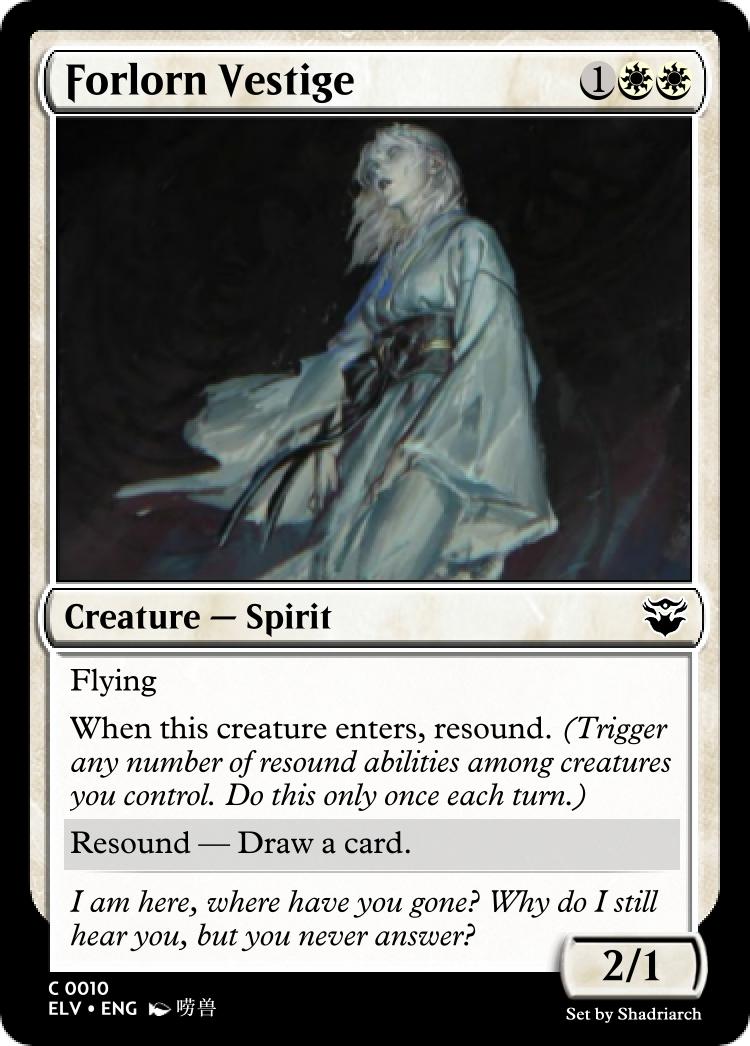 Forlorn Vestige 1
Creature — Spirit
Flying
When this creature enters, resound. (Trigger
any number of resound abilities among creatures
you control. Do this only once each turn.)
Resound — Draw a card.
I am here, where have you gone? Why do I still
hear you, but you never answer?
2/1
C 0010
ELV • ENG 唠兽
Set by Shadriarch